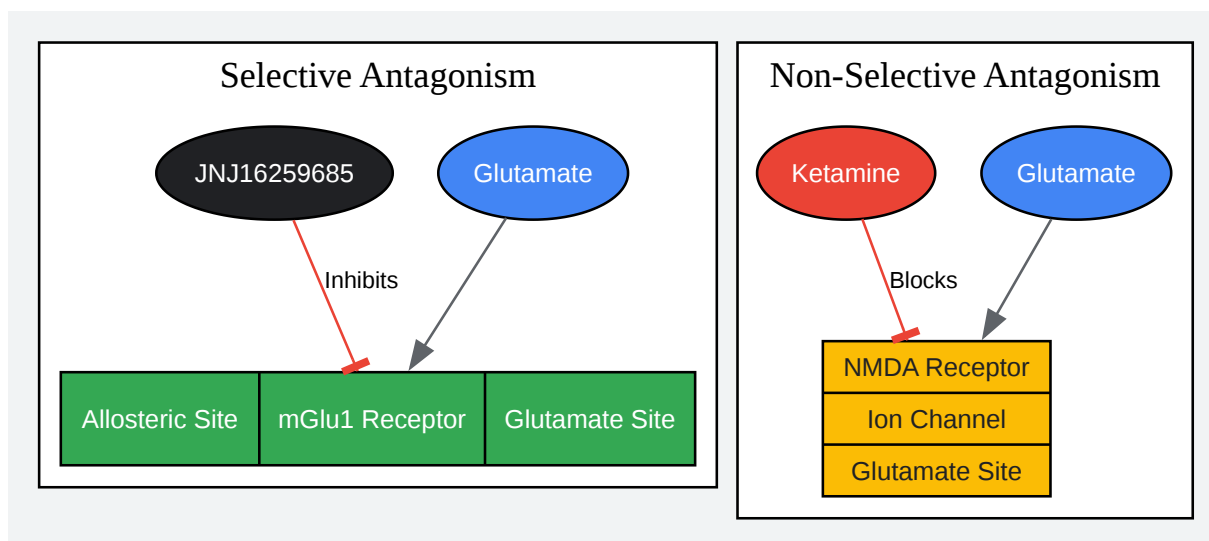 Selective Antagonism
JNJ16259685
Glutamate
Inhibits
Allosteric Site
mGlu1 Receptor
Glutamate Site
Non-Selective Antagonism
Ketamine
Glutamate
Blocks
NMDA Receptor
Ion Channel
Glutamate Site